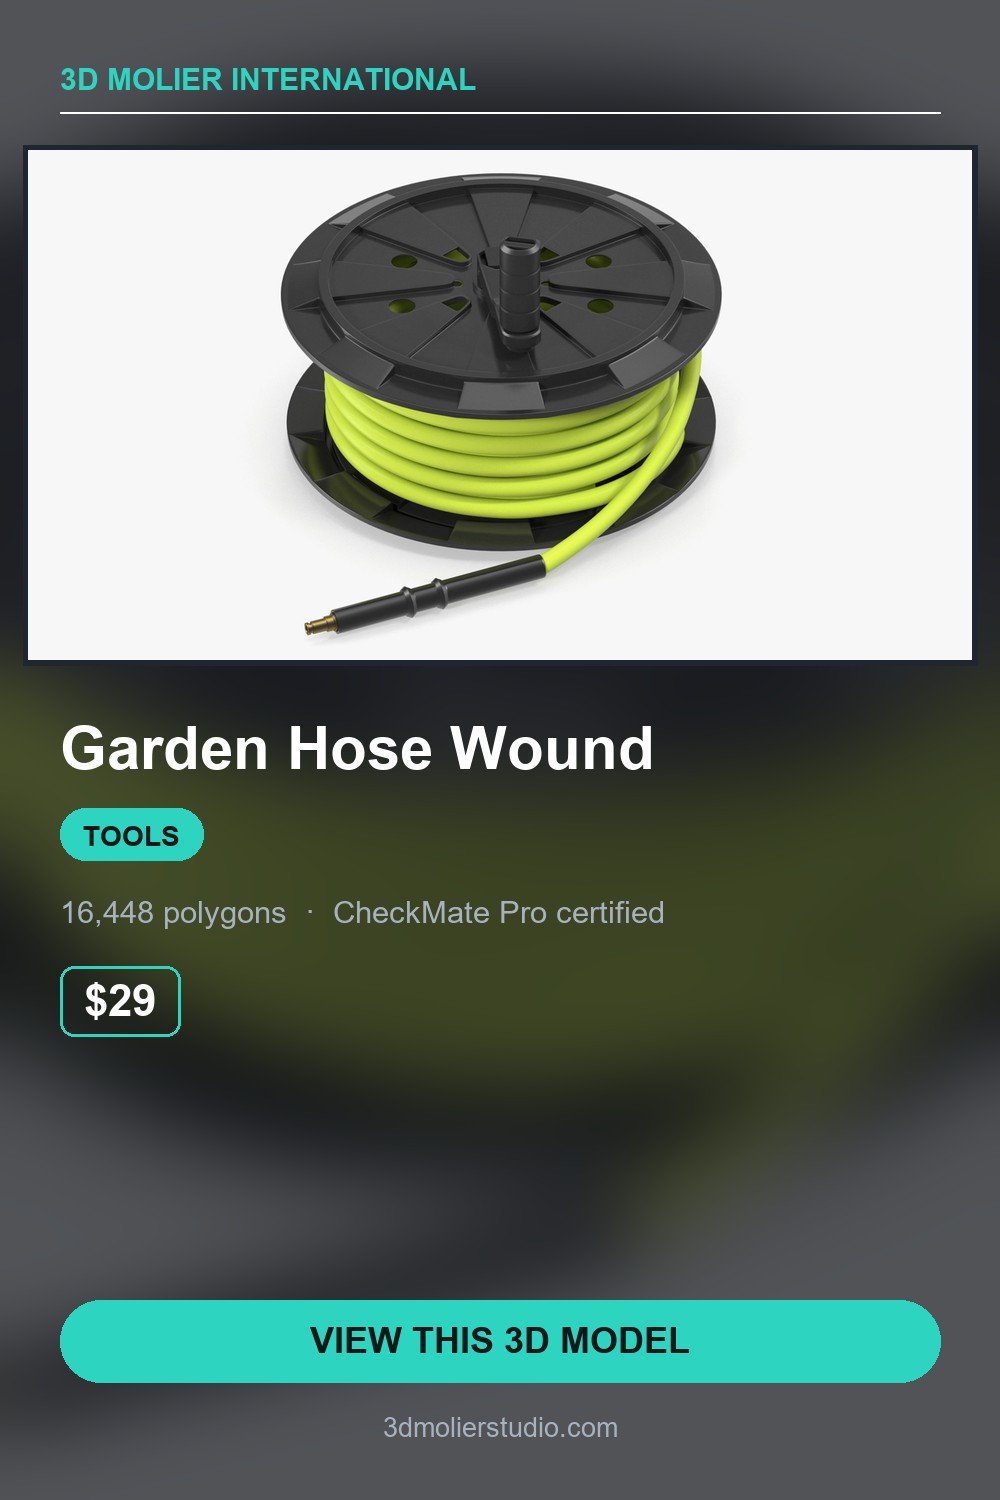 3D MOLIER INTERNATIONAL
Garden Hose Wound
TOOLS
16,448 polygons · CheckMate Pro certified
$29
VIEW THIS 3D MODEL
3dmolierstudio.com